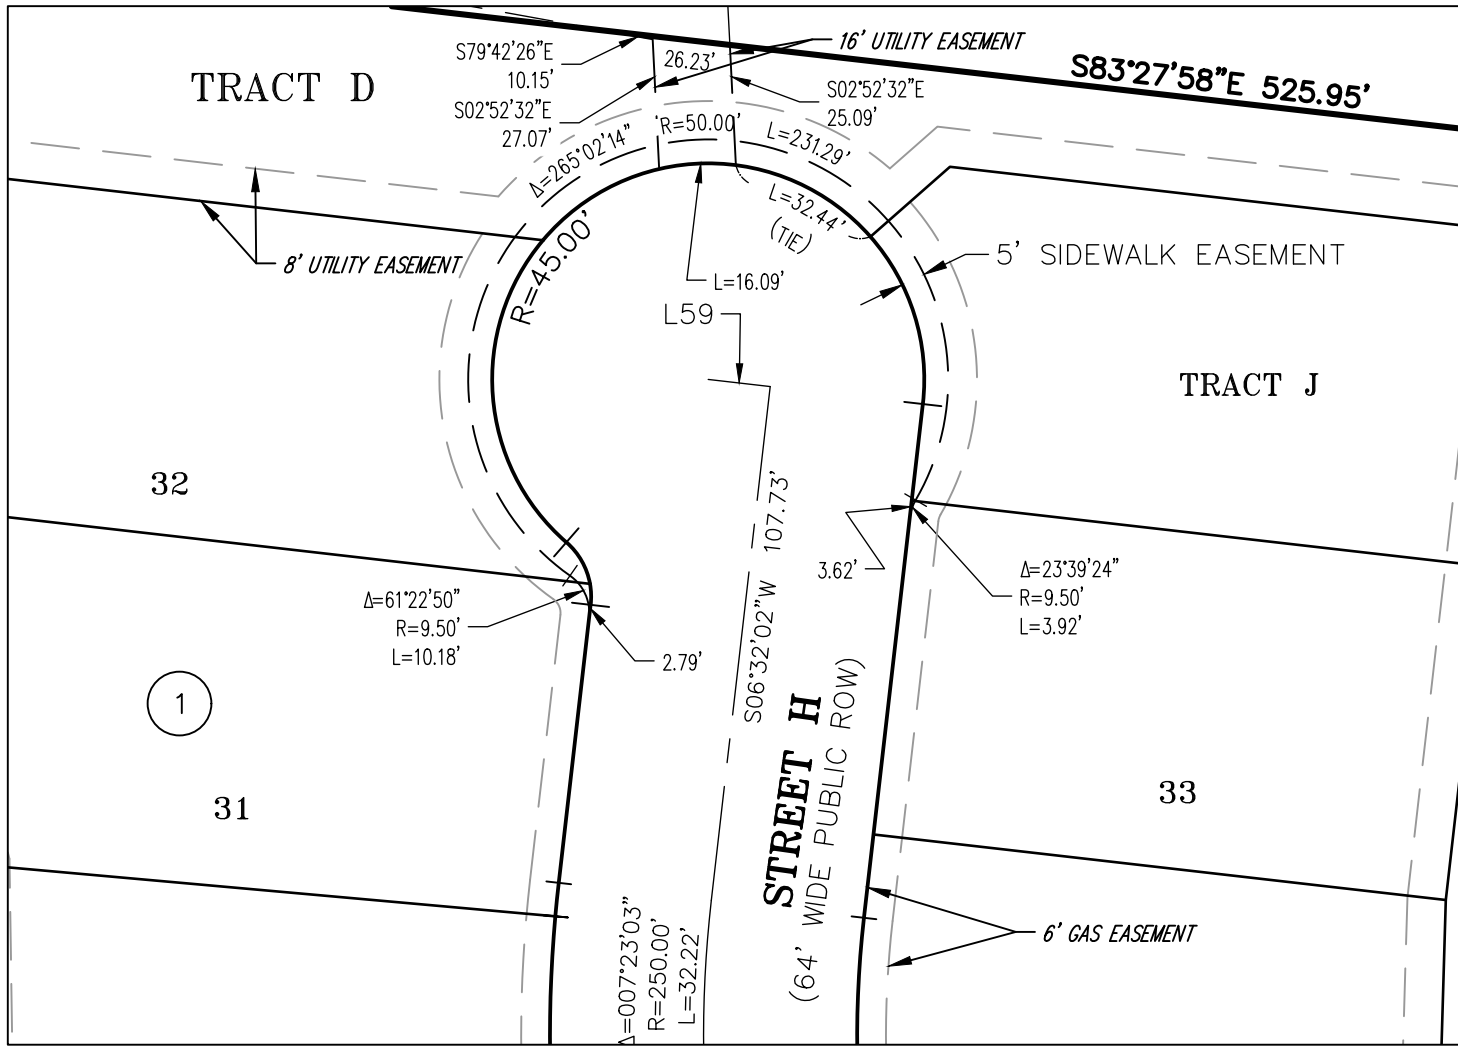 S79°42'26"E
10.15'
26.23'
16' UTILITY EASEMENT
S83°27'58"E 525.95'
TRACT D
S02°52'32"E
27.07'
S02°52'32"E
25.09'
Δ=265°02'14"
R=50.00'
L=231.29'
L=32.44'
(TIE)
8' UTILITY EASEMENT
R=45.00'
L=16.09'
5' SIDEWALK EASEMENT
L59
TRACT J
32
S06°32'02"W 107.73'
3.62'
Δ=23°39'24"
R=9.50'
L=3.92'
Δ=61°22'50"
R=9.50'
L=10.18'
2.79'
1
31
STREET H
(64' WIDE PUBLIC ROW)
33
Δ=007°23'03"
R=250.00'
L=32.22'
6' GAS EASEMENT